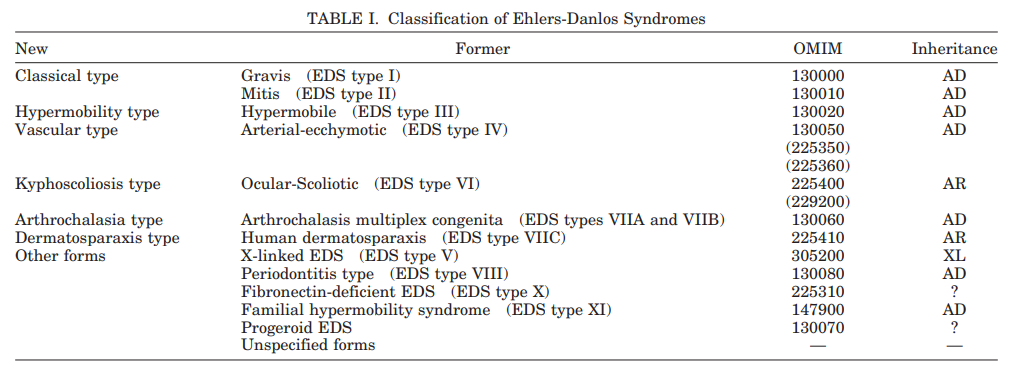 TABLE I. Classification of Ehlers-Danlos Syndromes
New Former OMIM Inheritance
Classical type Gravis (EDS type I) 130000 AD
Mitis (EDS type II) 130010 AD
Hypermobility type Hypermobile (EDS type III) 130020 AD
Vascular type Arterial-ecchymotic (EDS type IV) 130050 AD
(225350)
(225360)
Kyphoscoliosis type Ocular-Scoliotic (EDS type VI) 225400 AR
(229200)
Arthrochalasia type Arthrochalasis multiplex congenita (EDS types VIIA and VIIB) 130060 AD
Dermatosparaxis type Human dermatosparaxis (EDS type VIIC) 225410 AR
Other forms X-linked EDS (EDS type V) 305200 XL
Periodontitis type (EDS type VIII) 130080 AD
Fibronectin-deficient EDS (EDS type X) 225310 ?
Familial hypermobility syndrome (EDS type XI) 147900 AD
Progeroid EDS 130070 ?
Unspecified forms — —